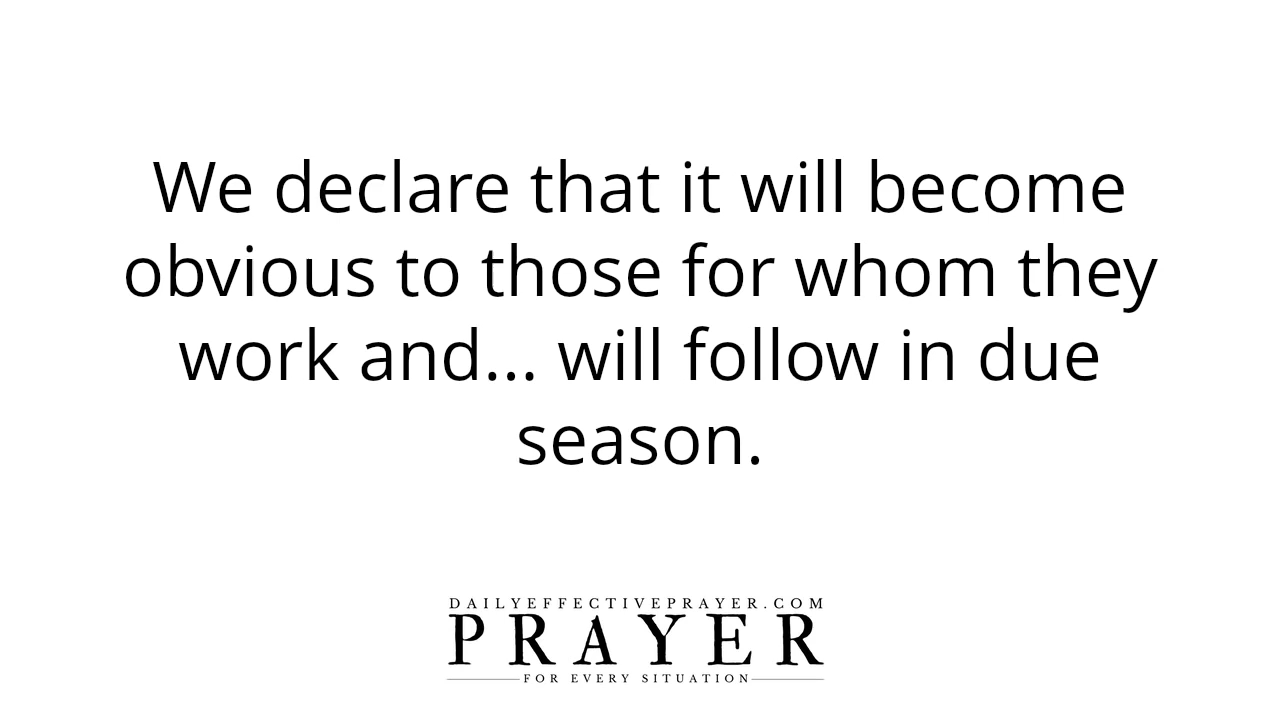 We declare that it will become
obvious to those for whom they
work and... will follow in due
season.
DAILYEFFECTIVEPRAYER.COM
PRAYER
FOR EVERY SITUATION